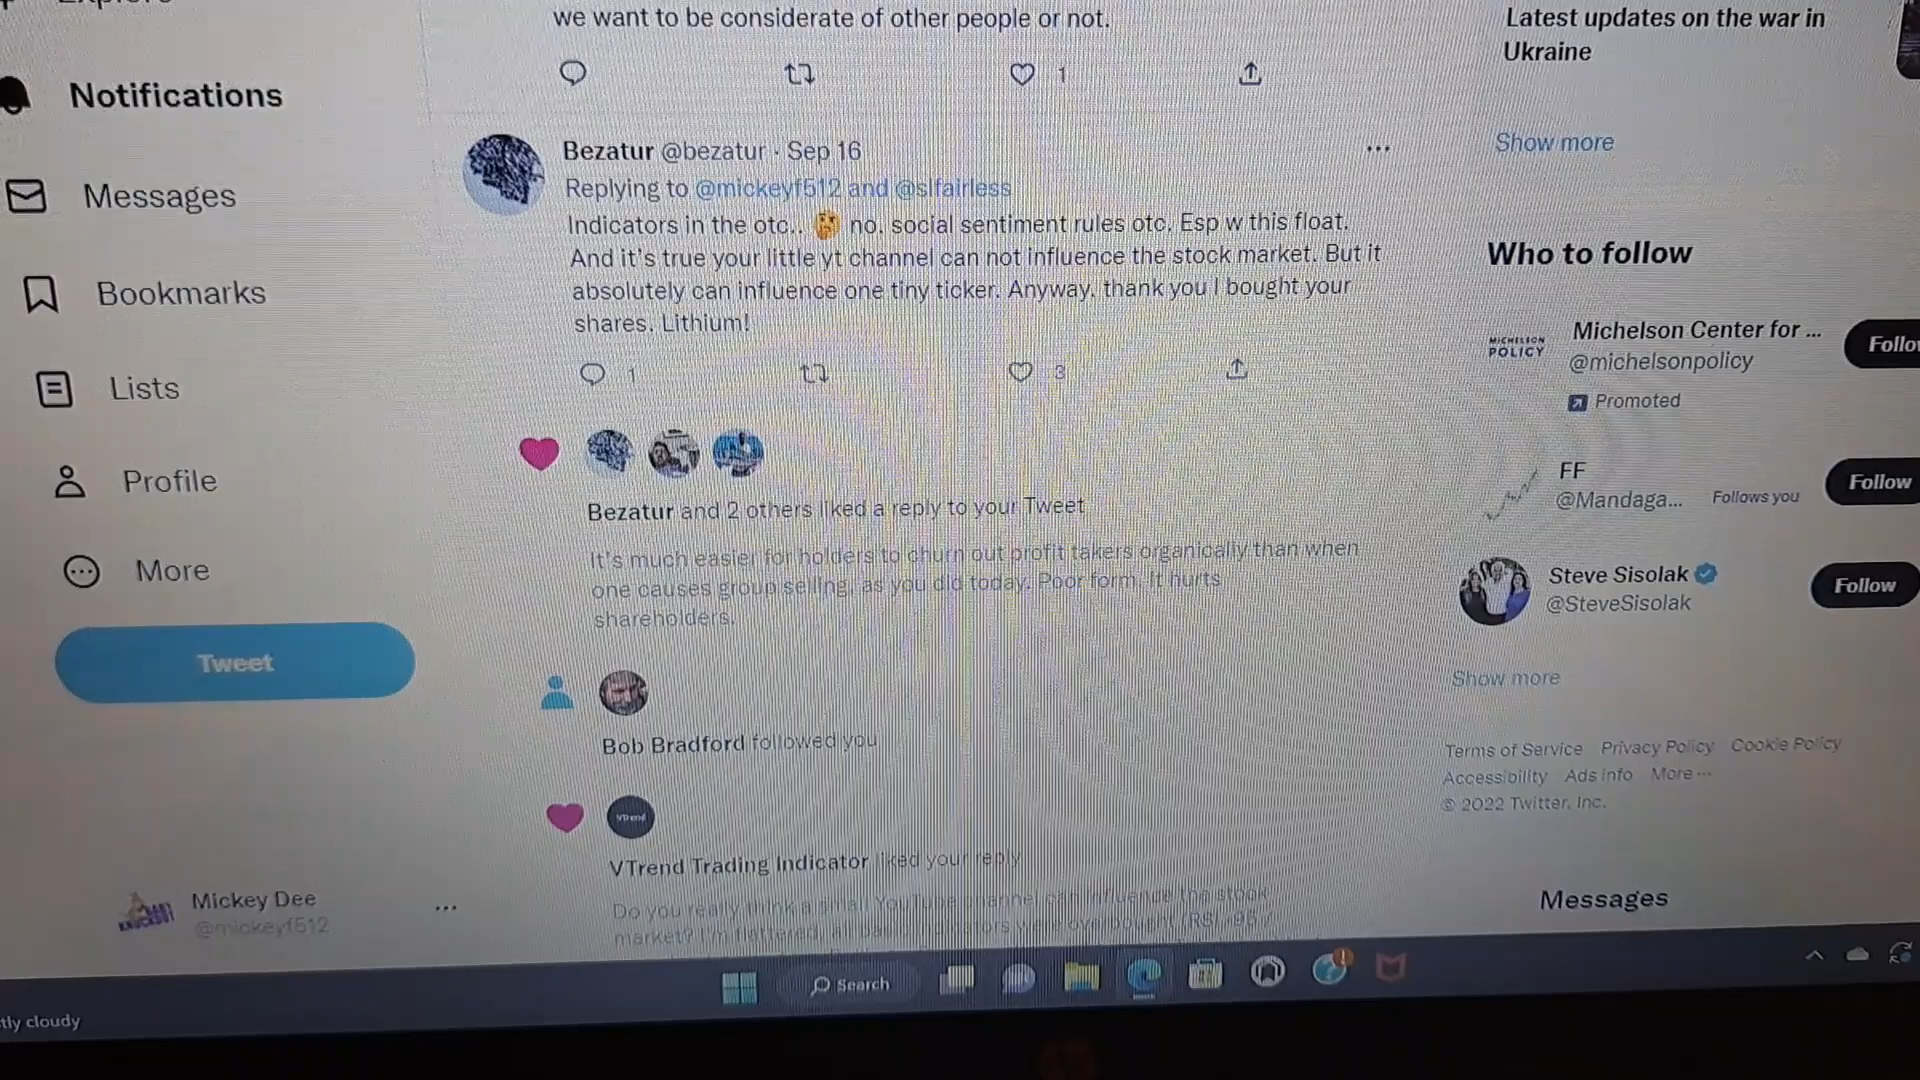 we want to be considerate of other people or not.
1
Notifications
Messages
Bookmarks
Lists
Profile
More
Tweet
Mickey Dee
@mickeyf512
Bezatur @bezatur · Sep 16
Replying to @mickeyf512 and @slfairless
Indicators in the otc.. 🤔 no. social sentiment rules otc. Esp w this float.
And it's true your little yt channel can not influence the stock market. But it
absolutely can influence one tiny ticker. Anyway. thank you I bought your
shares. Lithium!
1 3
Bezatur and 2 others liked a reply to your Tweet
It's much easier for holders to churn out profit takers organically than when
one causes group selling, as you did today. Poor form. It hurts
shareholders.
Bob Bradford followed you
VTrend
VTrend Trading Indicator liked your reply
Do you really think a small YouTube channel can influence the stock
market? I'm flattered, all were overbought (RSI 
Latest updates on the war in
Ukraine
Show more
Who to follow
MICHELSON
POLICY
Michelson Center for ...
@michelsonpolicy
Promoted
Follow
FF
@Mandaga...
Follows you
Follow
Steve Sisolak
@SteveSisolak
Follow
Show more
Terms of Service Privacy Policy Cookie Policy
Accessibility Ads info More ...
© 2022 Twitter, Inc.
Messages
Search
tly cloudy